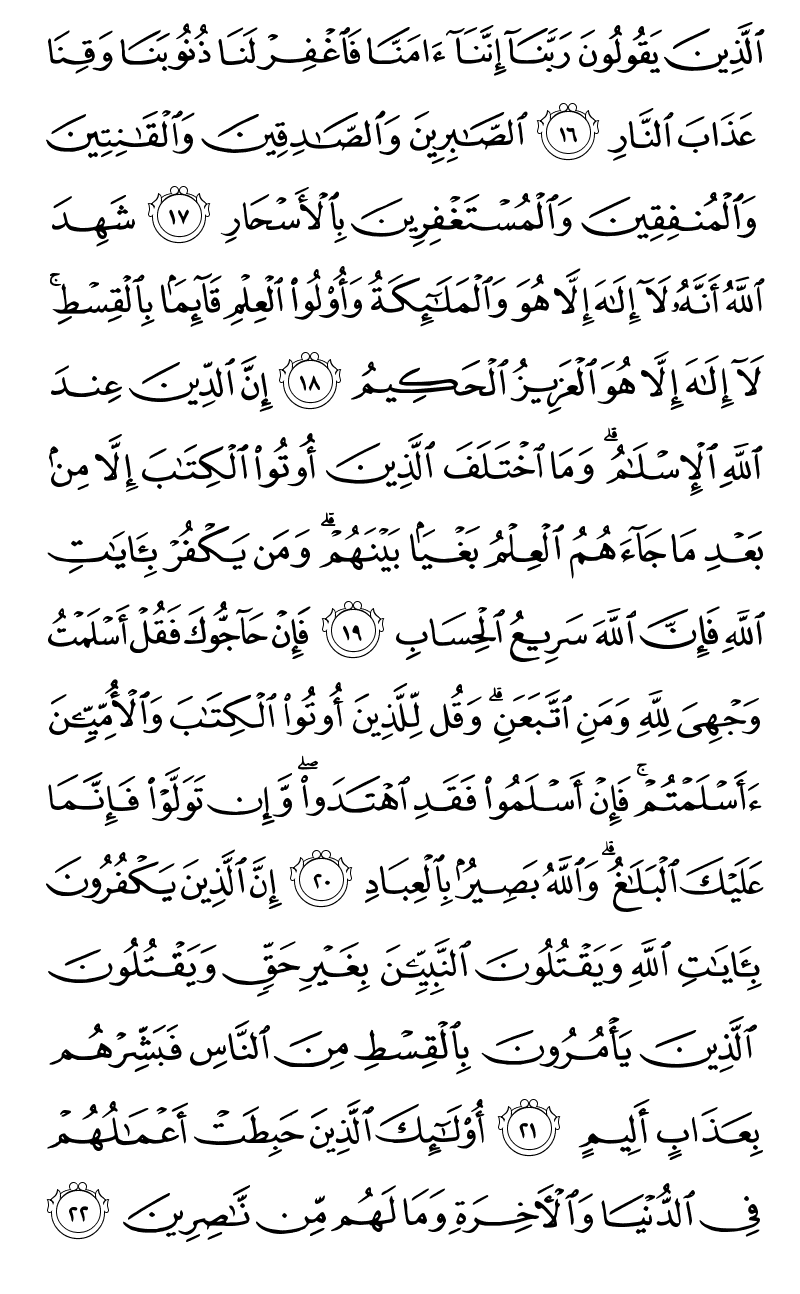 ٱلَّذِينَ يَقُولُونَ رَبَّنَآ إِنَّنَآ ءَامَنَّا فَٱغْفِرْ لَنَا ذُنُوبَنَا وَقِنَا
عَذَابَ ٱلنَّارِ ١٦ ٱلصَّـٰبِرِينَ وَٱلصَّـٰدِقِينَ وَٱلْقَـٰنِتِينَ
وَٱلْمُنفِقِينَ وَٱلْمُسْتَغْفِرِينَ بِٱلْأَسْحَارِ ١٧ شَهِدَ
ٱللَّهُ أَنَّهُۥ لَآ إِلَـٰهَ إِلَّا هُوَ وَٱلْمَلَـٰٓئِكَةُ وَأُو۟لُوا۟ ٱلْعِلْمِ قَآئِمًۢا بِٱلْقِسْطِ ۚ
لَآ إِلَـٰهَ إِلَّا هُوَ ٱلْعَزِيزُ ٱلْحَكِيمُ ١٨ إِنَّ ٱلدِّينَ عِندَ
ٱللَّهِ ٱلْإِسْلَـٰمُ ۗ وَمَا ٱخْتَلَفَ ٱلَّذِينَ أُوتُوا۟ ٱلْكِتَـٰبَ إِلَّا مِنۢ
بَعْدِ مَا جَآءَهُمُ ٱلْعِلْمُ بَغْيًۢا بَيْنَهُمْ ۗ وَمَن يَكْفُرْ بِـَٔايَـٰتِ
ٱللَّهِ فَإِنَّ ٱللَّهَ سَرِيعُ ٱلْحِسَابِ ١٩ فَإِنْ حَآجُّوكَ فَقُلْ أَسْلَمْتُ
وَجْهِىَ لِلَّهِ وَمَنِ ٱتَّبَعَنِ ۗ وَقُل لِّلَّذِينَ أُوتُوا۟ ٱلْكِتَـٰبَ وَٱلْأُمِّيِّـۧنَ
ءَأَسْلَمْتُمْ ۚ فَإِنْ أَسْلَمُوا۟ فَقَدِ ٱهْتَدَوا۟ ۖ وَّإِن تَوَلَّوْا۟ فَإِنَّمَا
عَلَيْكَ ٱلْبَلَـٰغُ ۗ وَٱللَّهُ بَصِيرٌۢ بِٱلْعِبَادِ ٢٠ إِنَّ ٱلَّذِينَ يَكْفُرُونَ
بِـَٔايَـٰتِ ٱللَّهِ وَيَقْتُلُونَ ٱلنَّبِيِّـۧنَ بِغَيْرِ حَقٍّ وَيَقْتُلُونَ
ٱلَّذِينَ يَأْمُرُونَ بِٱلْقِسْطِ مِنَ ٱلنَّاسِ فَبَشِّرْهُم
بِعَذَابٍ أَلِيمٍ ٢١ أُو۟لَـٰٓئِكَ ٱلَّذِينَ حَبِطَتْ أَعْمَـٰلُهُمْ
فِى ٱلدُّنْيَا وَٱلْـَٔاخِرَةِ وَمَا لَهُم مِّن نَّـٰصِرِينَ ٢٢